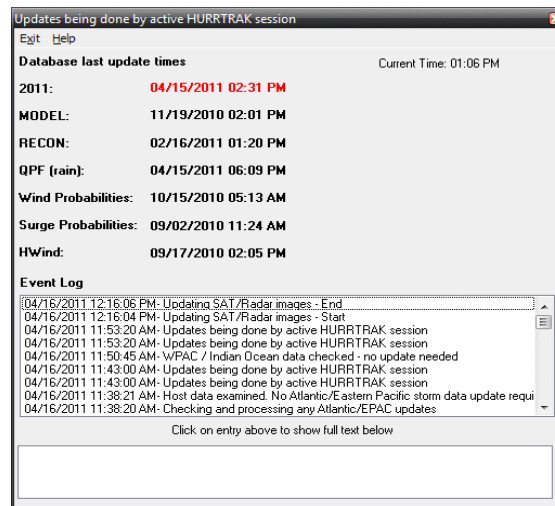 Updates being done by active HURRTRAK session
Exit Help
Database last update times
Current Time: 01:06 PM
2011: 04/15/2011 02:31 PM
MODEL: 11/19/2010 02:01 PM
RECON: 02/16/2011 01:20 PM
QPF (rain): 04/15/2011 06:09 PM
Wind Probabilities: 10/15/2010 05:13 AM
Surge Probabilities: 09/02/2010 11:24 AM
HWind: 09/17/2010 02:05 PM
Event Log
04/16/2011 12:16:06 PM- Updating SAT/Radar images - End
04/16/2011 12:16:04 PM- Updating SAT/Radar images - Start
04/16/2011 11:53:20 AM- Updates being done by active HURRTRAK session
04/16/2011 11:53:20 AM- Updates being done by active HURRTRAK session
04/16/2011 11:50:45 AM- WPAC / Indian Ocean data checked - no update needed
04/16/2011 11:43:00 AM- Updates being done by active HURRTRAK session
04/16/2011 11:43:00 AM- Updates being done by active HURRTRAK session
04/16/2011 11:38:21 AM- Host data examined. No Atlantic/Eastern Pacific storm data update requi
04/16/2011 11:38:20 AM- Checking and processing any Atlantic/EPAC updates
Click on entry above to show full text below